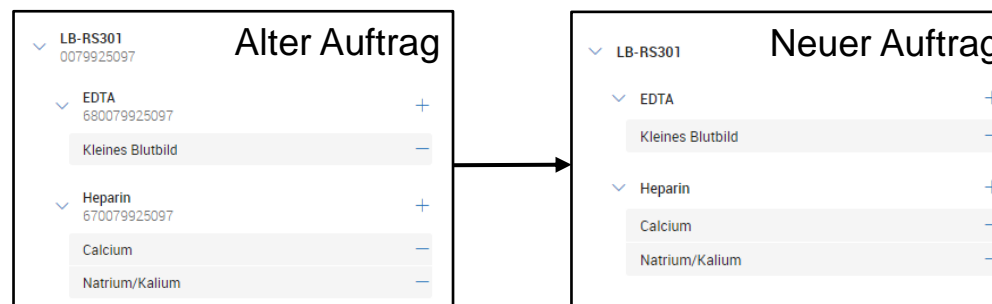 Alter Auftrag
LB-RS301
0079925097
EDTA
680079925097
Kleines Blutbild
Heparin
670079925097
Calcium
Natrium/Kalium
Neuer Auftrag
LB-RS301
EDTA
Kleines Blutbild
Heparin
Calcium
Natrium/Kalium